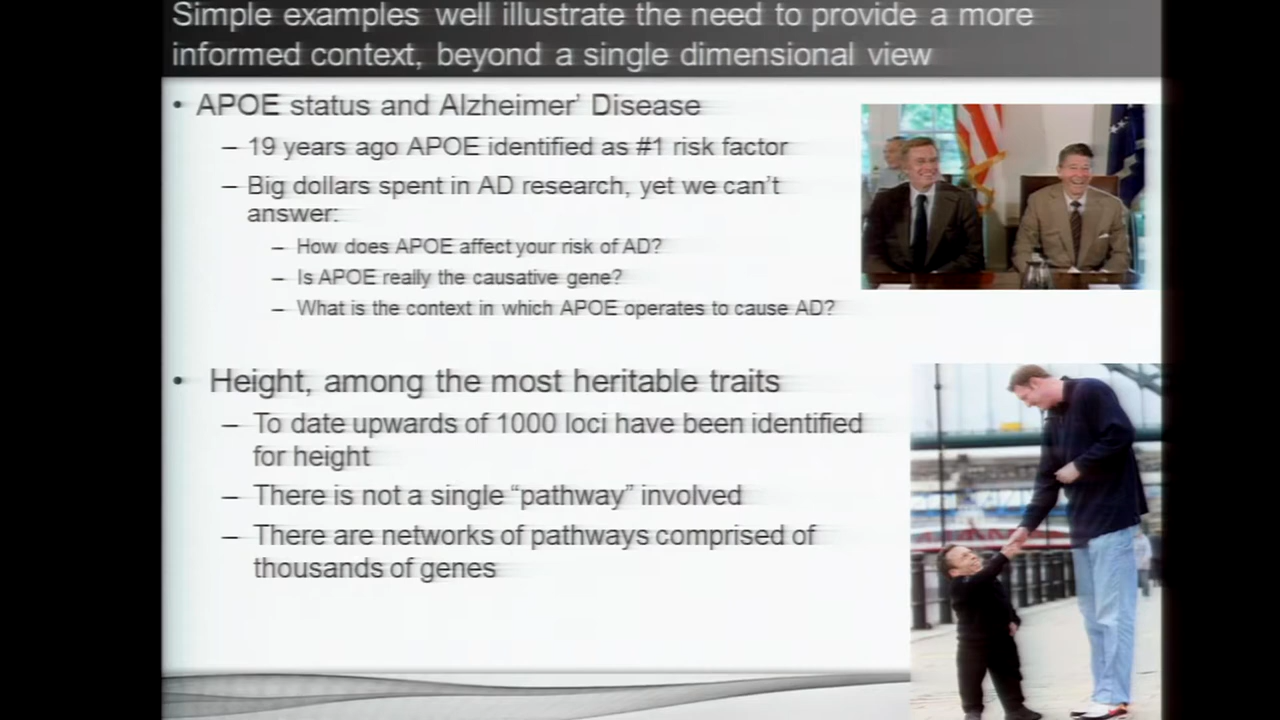 Simple examples well illustrate the need to provide a more
informed context, beyond a single dimensional view
• APOE status and Alzheimer’ Disease
– 19 years ago APOE identified as #1 risk factor
– Big dollars spent in AD research, yet we can’t
answer:
– How does APOE affect your risk of AD?
– Is APOE really the causative gene?
– What is the context in which APOE operates to cause AD?
• Height, among the most heritable traits
– To date upwards of 1000 loci have been identified
for height
– There is not a single “pathway” involved
– There are networks of pathways comprised of
thousands of genes